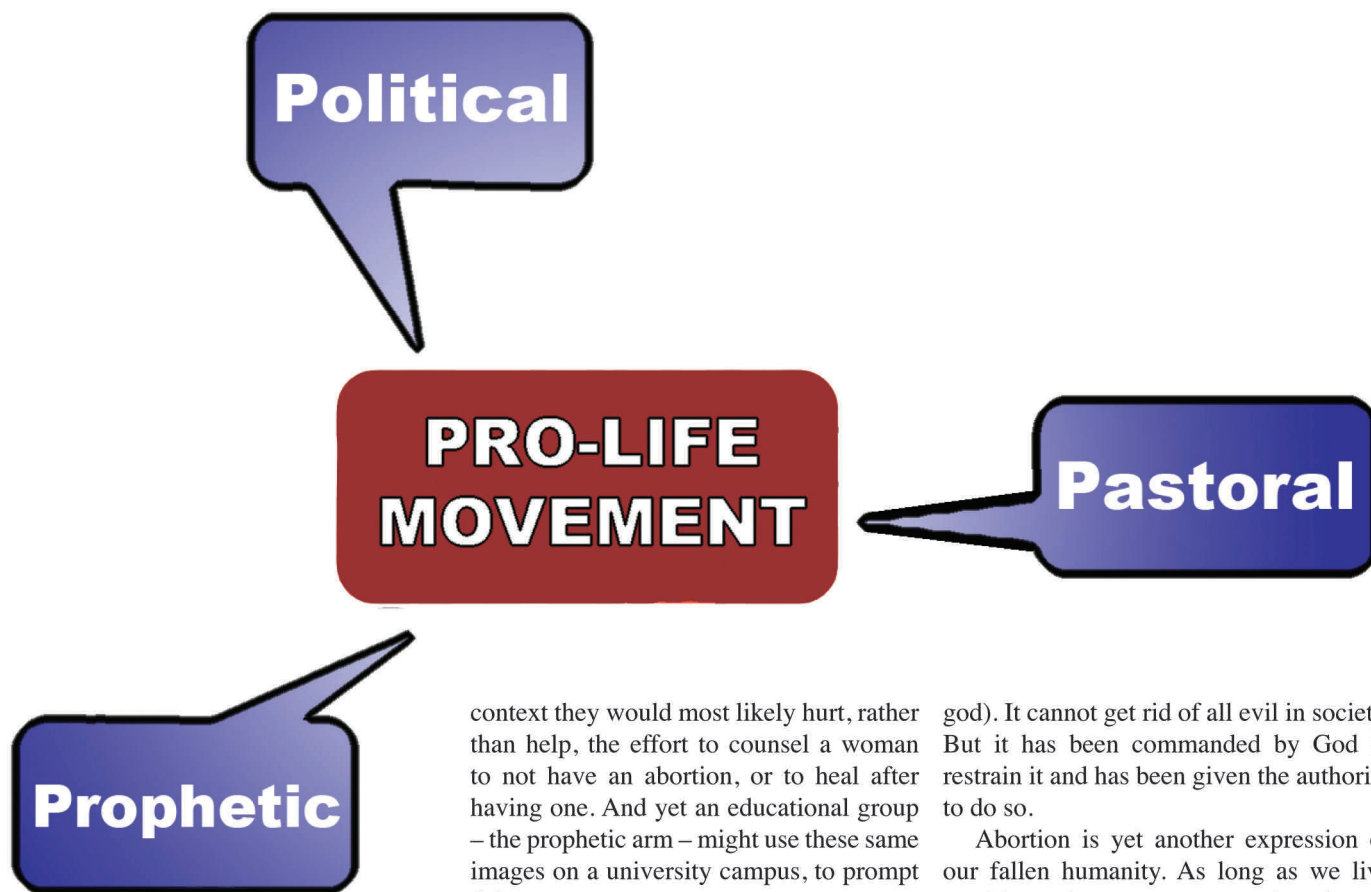 Political
PRO-LIFE
MOVEMENT
Pastoral
Prophetic
context they would most likely hurt, rather
than help, the effort to counsel a woman
to not have an abortion, or to heal after
having one. And yet an educational group
– the prophetic arm – might use these same
images on a university campus, to prompt
god). It cannot get rid of all evil in societ
But it has been commanded by God
restrain it and has been given the authori
to do so.
Abortion is yet another expression
our fallen humanity. As long as we liv